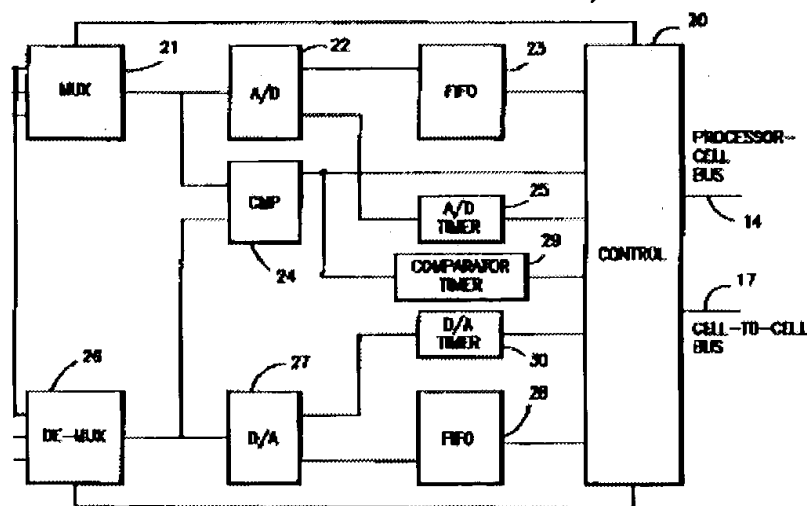 20
21
22
23
MUX
A/D
FIFO
PROCESSOR-
CELL
BUS
CMP
25
A/D
TIMER
14
24
29
COMPARATOR
TIMER
CONTROL
17
D/A
TIMER
CELL-TO-CELL
BUS
26
27
30
28
DE-MUX
D/A
FIFO